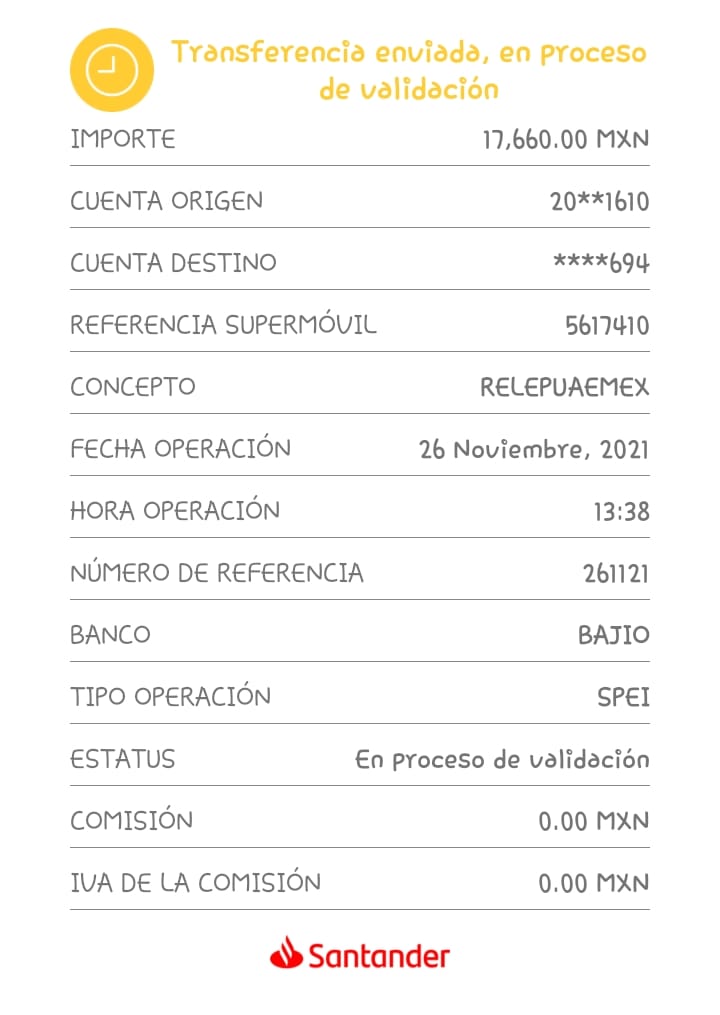 Transferencia enviada, en proceso
de validación
IMPORTE 17,660.00 MXN
CUENTA ORIGEN 20**1610
CUENTA DESTINO ****694
REFERENCIA SUPERMÓVIL 5617410
CONCEPTO RELEPUAEMEX
FECHA OPERACIÓN 26 Noviembre, 2021
HORA OPERACIÓN 13:38
NÚMERO DE REFERENCIA 261121
BANCO BAJIO
TIPO OPERACIÓN SPEI
ESTATUS En proceso de validación
COMISIÓN 0.00 MXN
IVA DE LA COMISIÓN 0.00 MXN
Santander